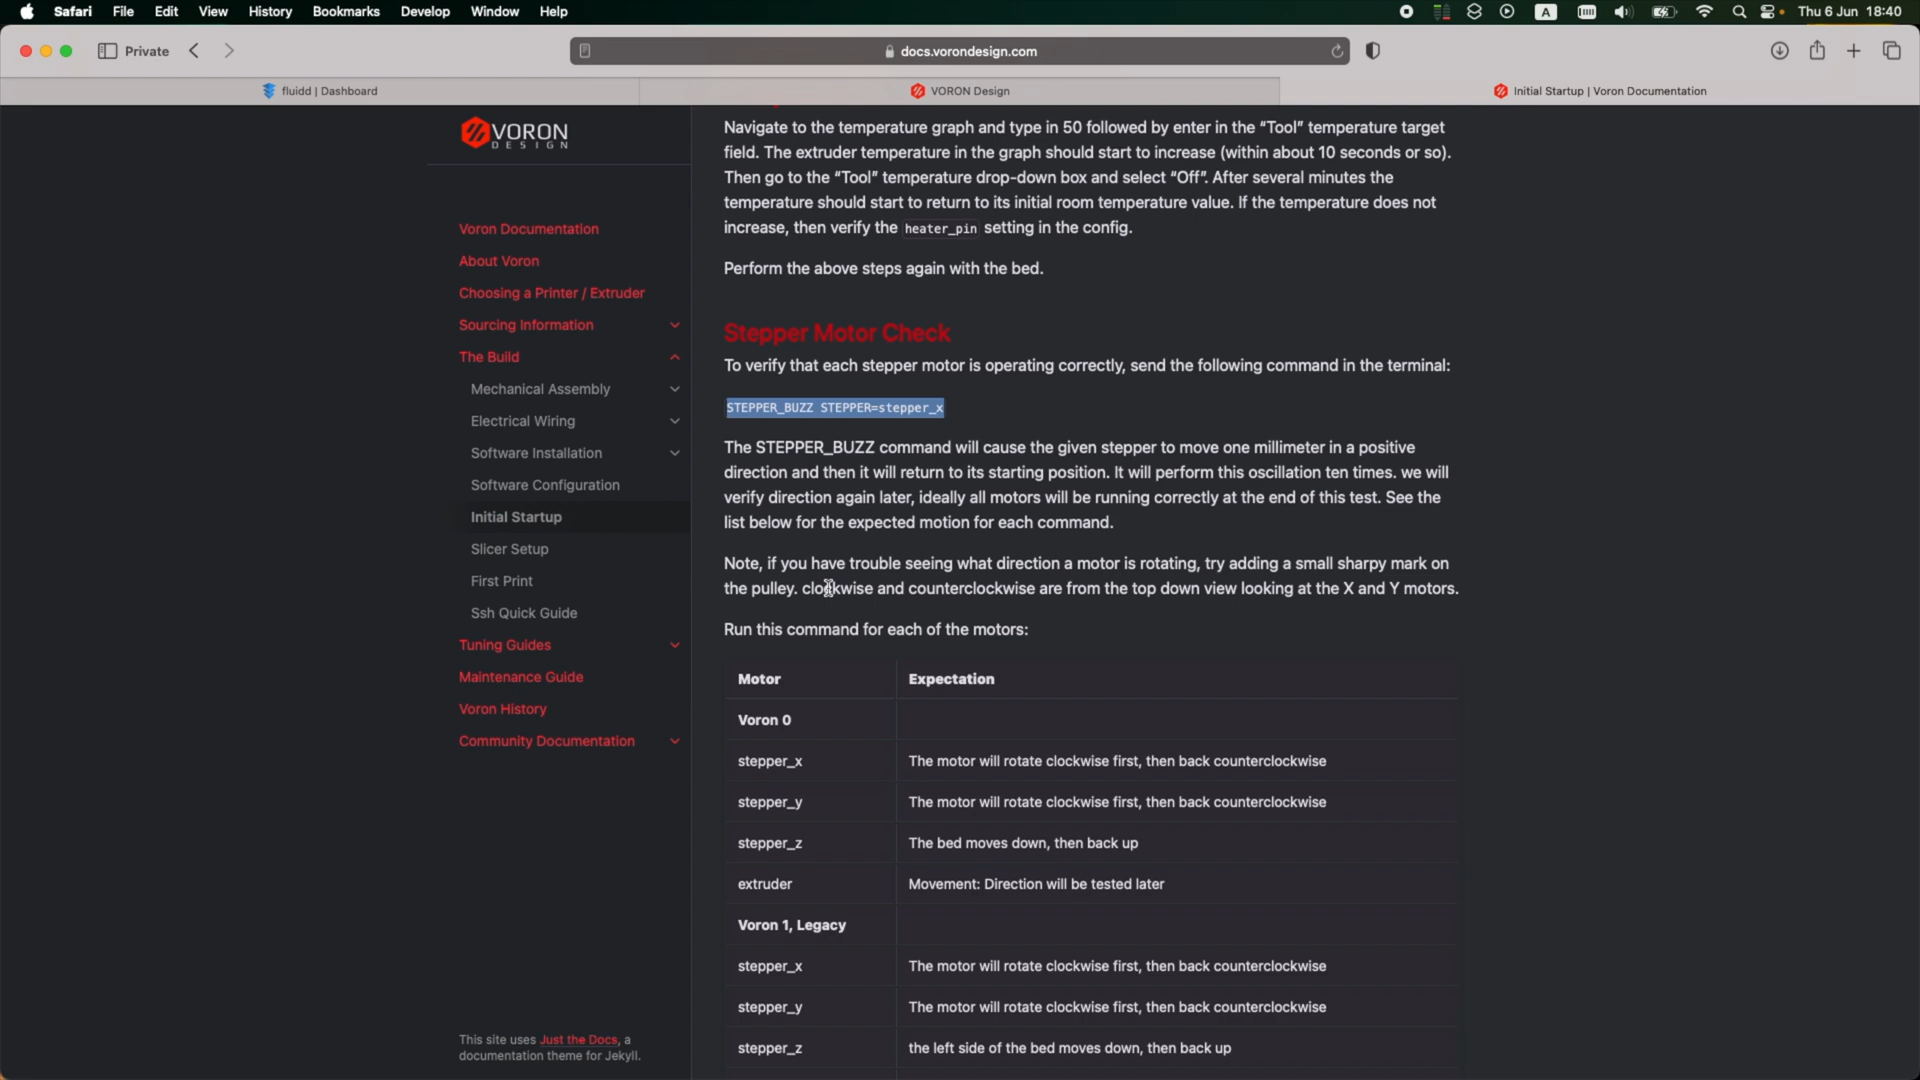 Safari File Edit View History Bookmarks Develop Window Help A Thu 6 Jun 18:40
Private docs.vorondesign.com
fluidd | Dashboard VORON Design Initial Startup | Voron Documentation
VORON
DESIGN
Voron Documentation
About Voron
Choosing a Printer / Extruder
Sourcing Information
The Build
Mechanical Assembly
Electrical Wiring
Software Installation
Software Configuration
Initial Startup
Slicer Setup
First Print
Ssh Quick Guide
Tuning Guides
Maintenance Guide
Voron History
Community Documentation
This site uses Just the Docs, a
documentation theme for Jekyll.
Navigate to the temperature graph and type in 50 followed by enter in the “Tool” temperature target
field. The extruder temperature in the graph should start to increase (within about 10 seconds or so).
Then go to the “Tool” temperature drop-down box and select “Off”. After several minutes the
temperature should start to return to its initial room temperature value. If the temperature does not
increase, then verify the heater_pin setting in the config.
Perform the above steps again with the bed.
Stepper Motor Check
To verify that each stepper motor is operating correctly, send the following command in the terminal:
STEPPER_BUZZ STEPPER=stepper_x
The STEPPER_BUZZ command will cause the given stepper to move one millimeter in a positive
direction and then it will return to its starting position. It will perform this oscillation ten times. we will
verify direction again later, ideally all motors will be running correctly at the end of this test. See the
list below for the expected motion for each command.
Note, if you have trouble seeing what direction a motor is rotating, try adding a small sharpy mark on
the pulley. clockwise and counterclockwise are from the top down view looking at the X and Y motors.
Run this command for each of the motors:
Motor Expectation
Voron 0
stepper_x The motor will rotate clockwise first, then back counterclockwise
stepper_y The motor will rotate clockwise first, then back counterclockwise
stepper_z The bed moves down, then back up
extruder Movement: Direction will be tested later
Voron 1, Legacy
stepper_x The motor will rotate clockwise first, then back counterclockwise
stepper_y The motor will rotate clockwise first, then back counterclockwise
stepper_z the left side of the bed moves down, then back up